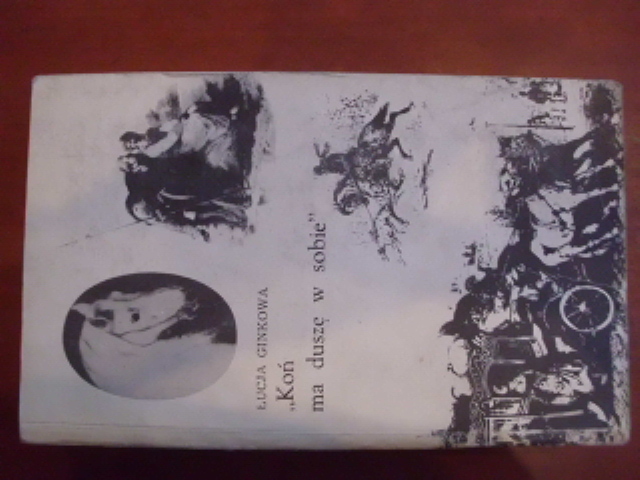 ŁUCJA GINKOWA
„Koń
ma duszę w sobie”